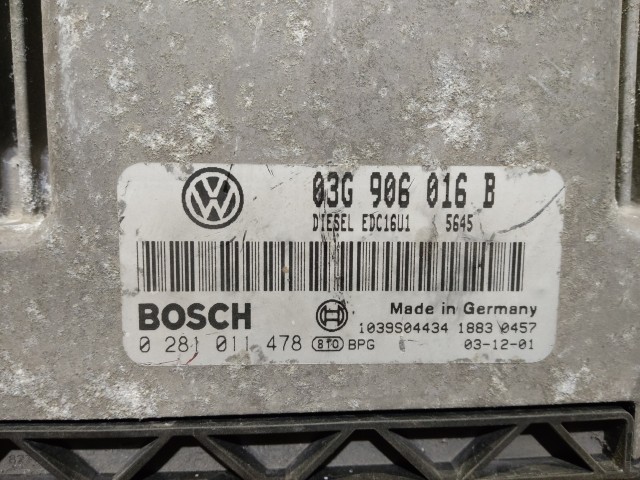 03G 906 016 B
DIESEL EDC16U1 5645
BOSCH
Made in Germany
1039S04434 1883 0457
0 281 011 478 8TO BPG 03-12-01